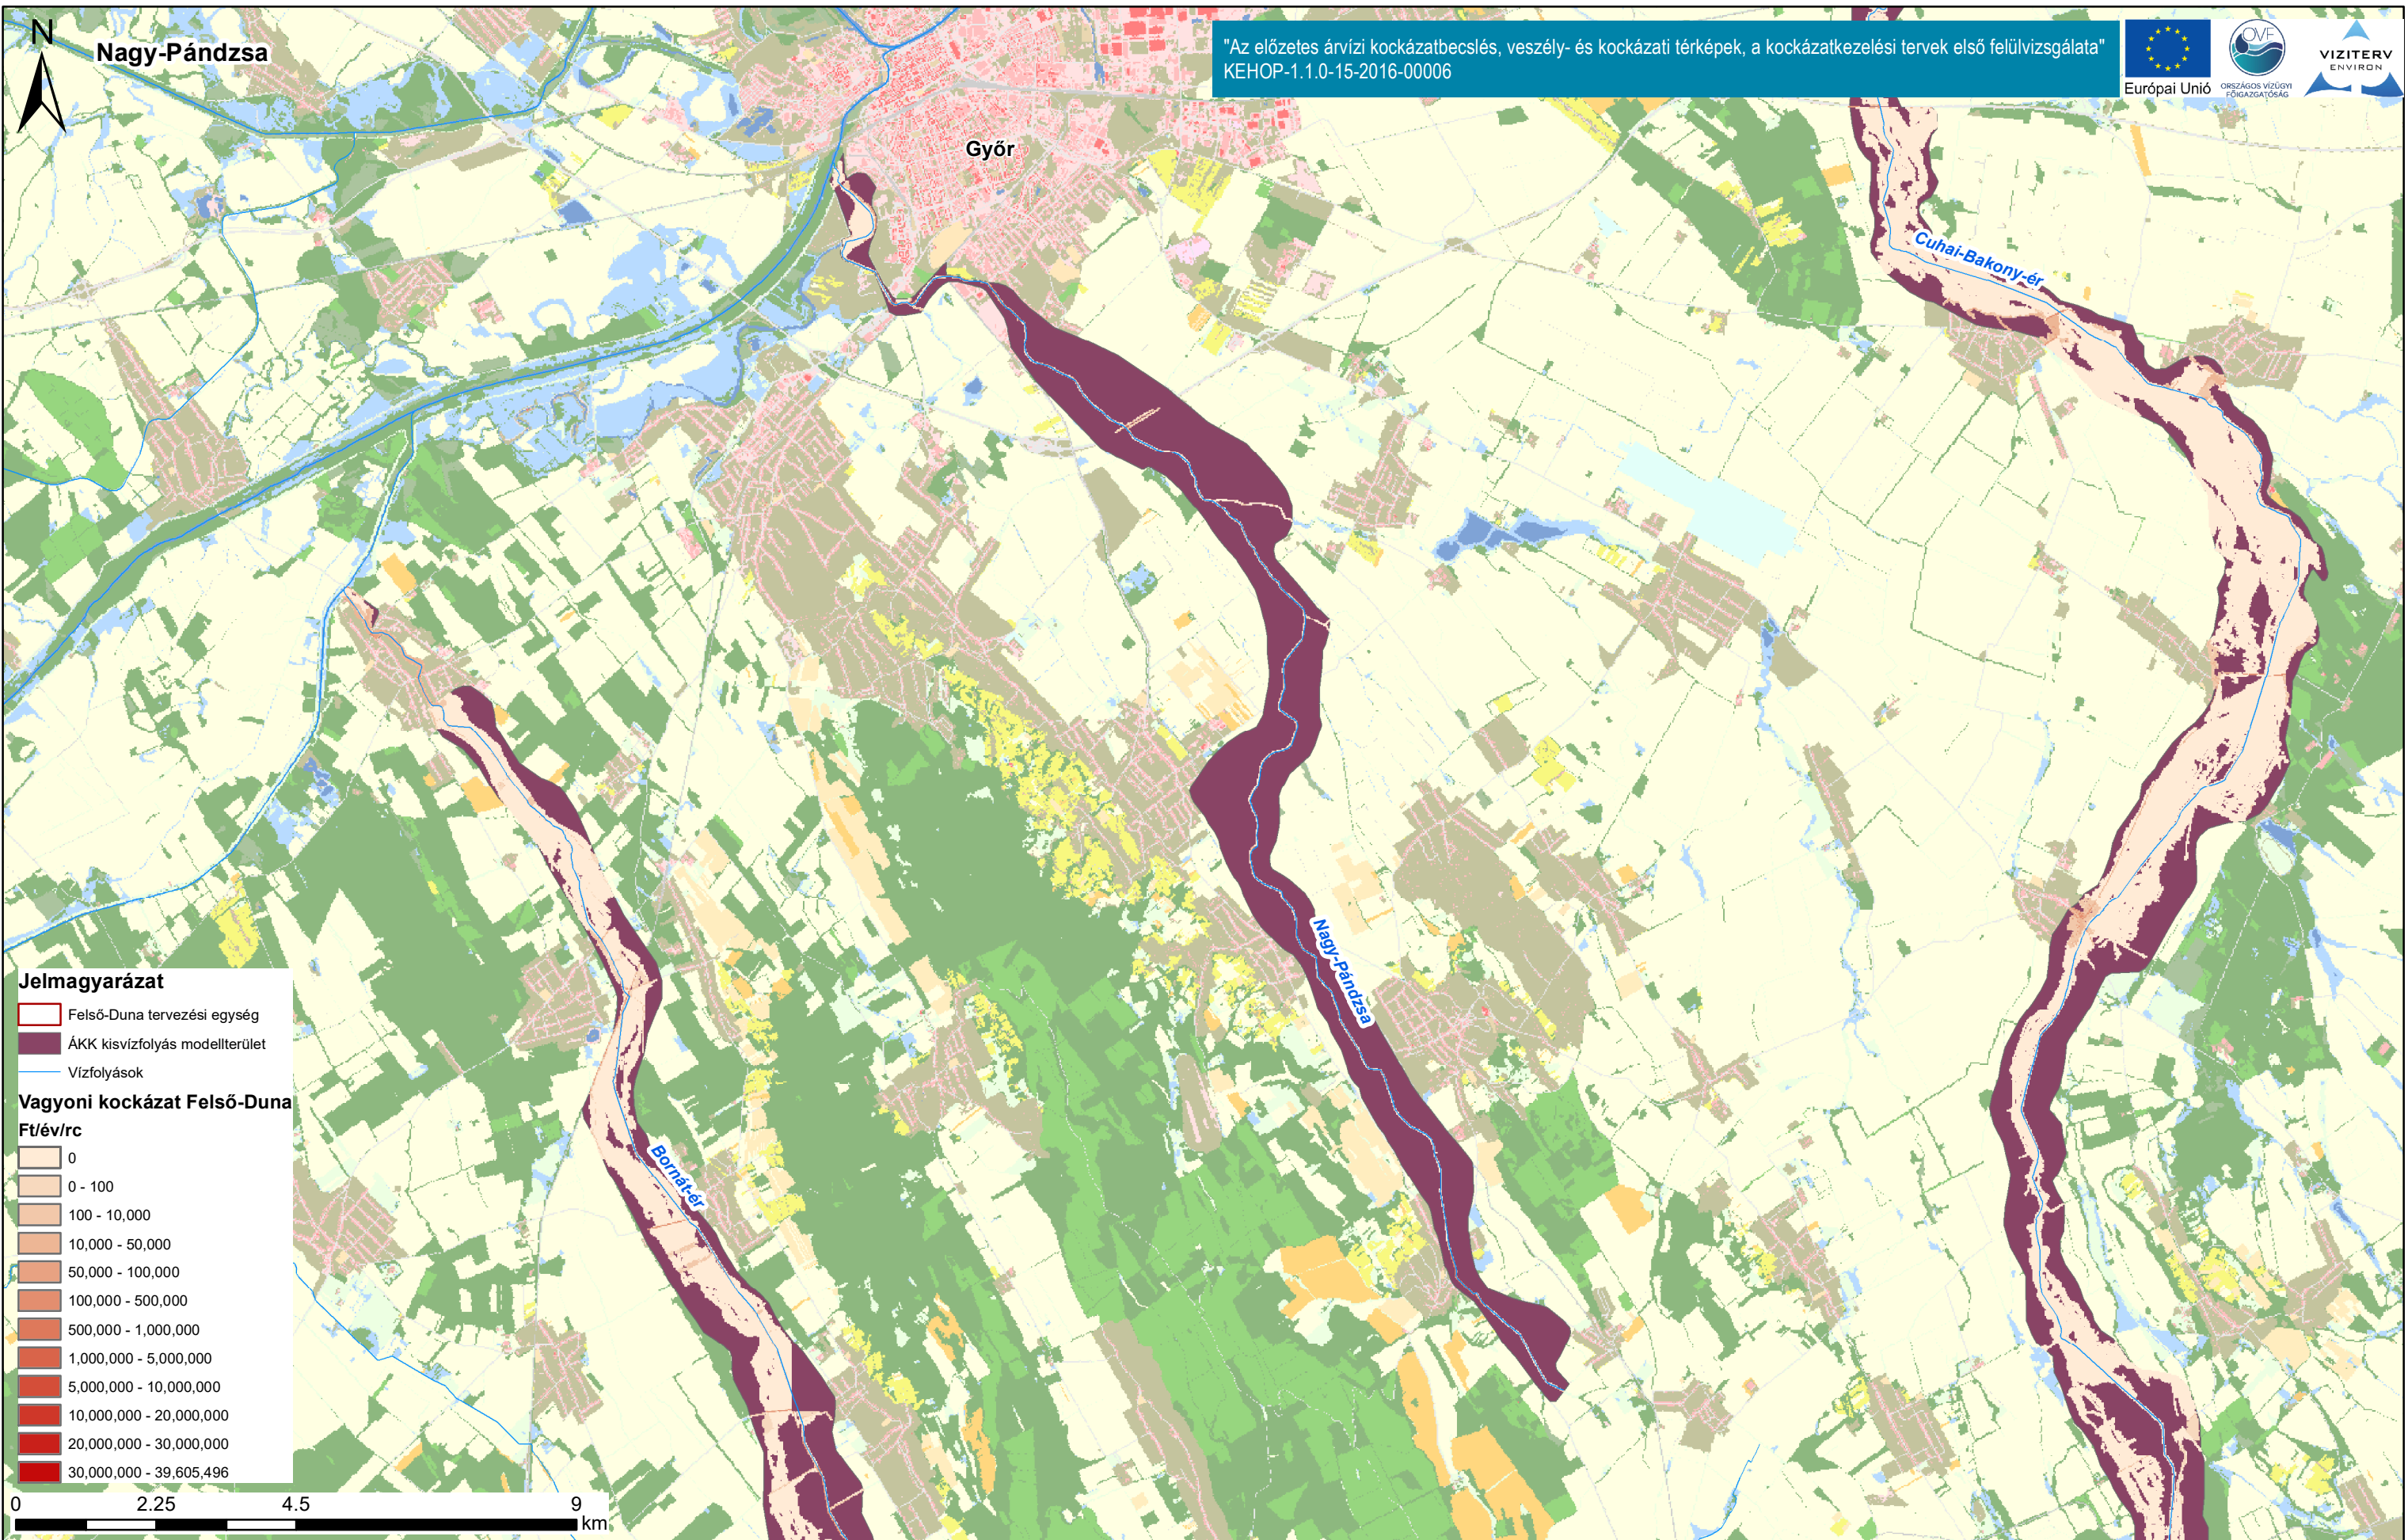 N
Nagy-Pándzsa
"Az előzetes árvízi kockázatbecslés, veszély- és kockázati térképek, a kockázatkezelési tervek első felülvizsgálata"
KEHOP-1.1.0-15-2016-00006
Európai Unió
OVF
ORSZÁGOS VÍZÜGYI
FŐIGAZGATÓSÁG
VIZITERV
ENVIRON
Győr
Cuhai-Bakony-ér
Nagy-Pándzsa
Bornát-ér
Jelmagyarázat
Felső-Duna tervezési egység
ÁKK kisvízfolyás modellterület
Vízfolyások
Vagyoni kockázat Felső-Duna
Ft/év/rc
0
0 - 100
100 - 10,000
10,000 - 50,000
50,000 - 100,000
100,000 - 500,000
500,000 - 1,000,000
1,000,000 - 5,000,000
5,000,000 - 10,000,000
10,000,000 - 20,000,000
20,000,000 - 30,000,000
30,000,000 - 39,605,496
0 2.25 4.5 9
km